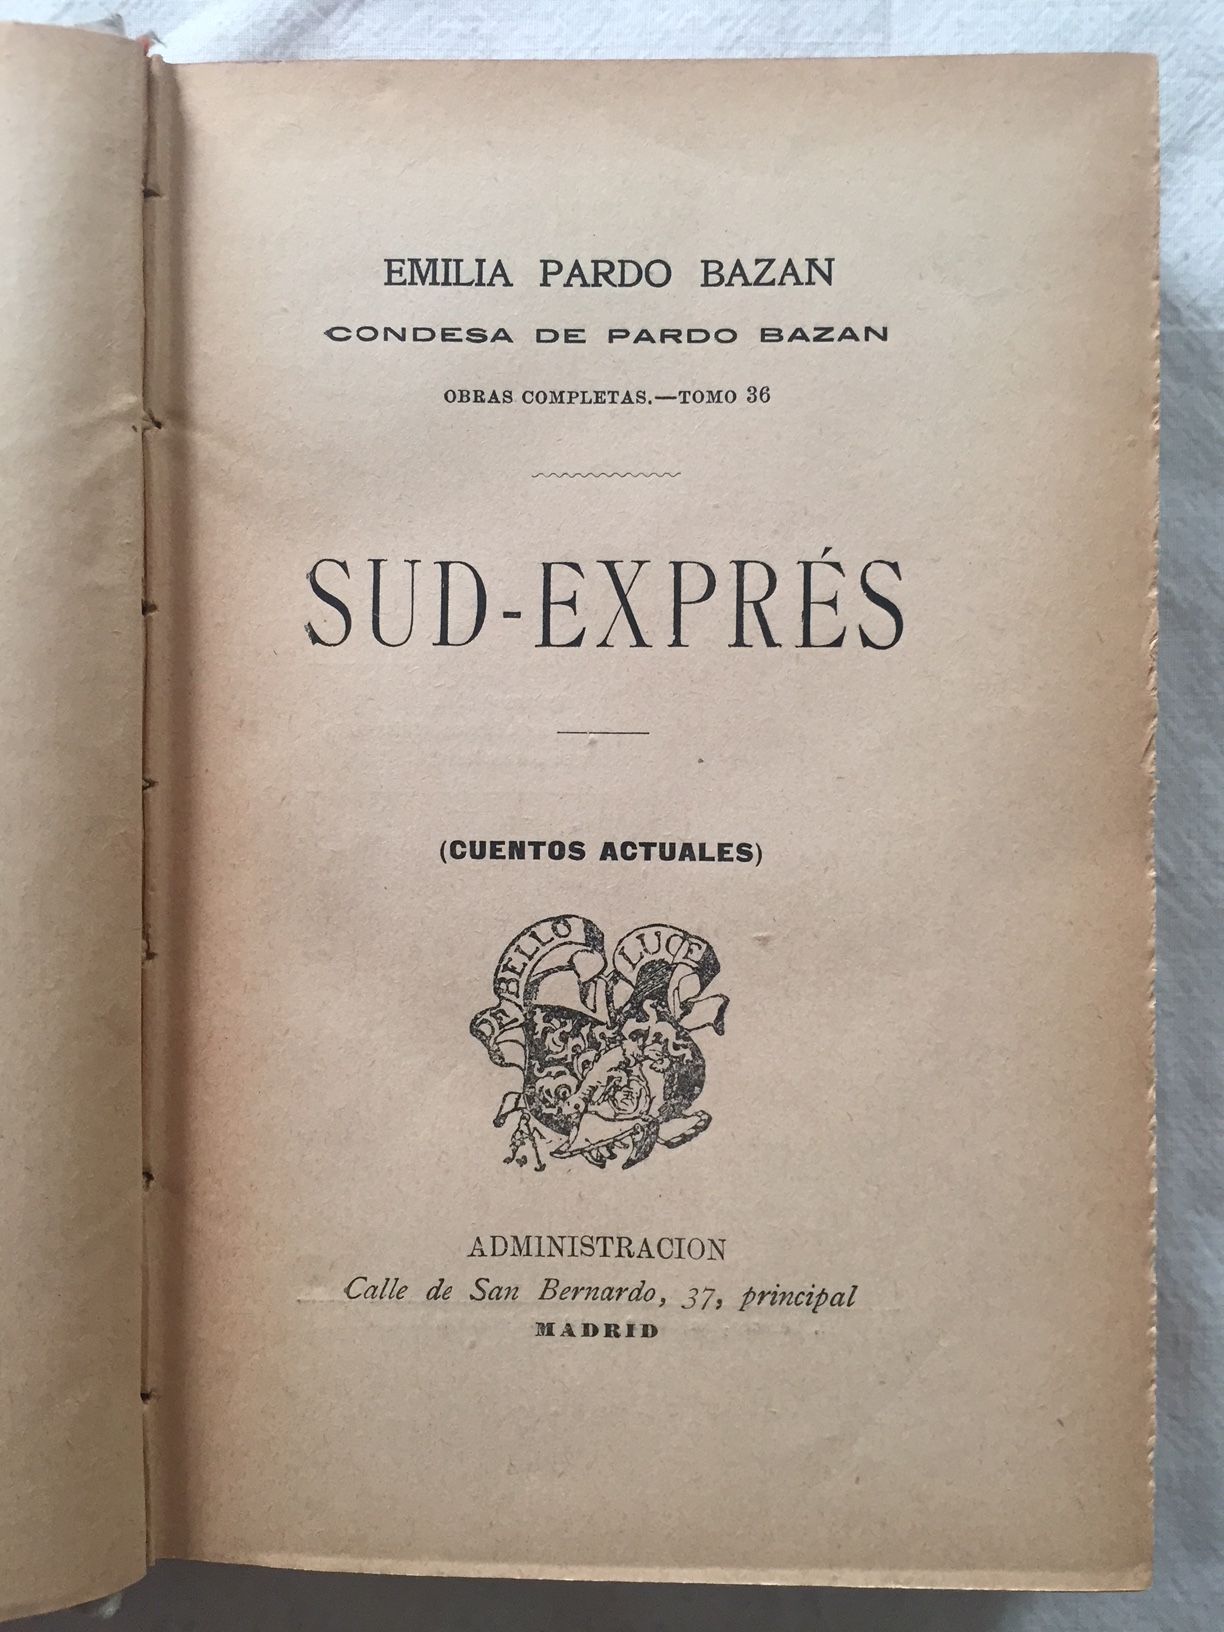 EMILIA PARDO BAZAN
CONDESA DE PARDO BAZAN
OBRAS COMPLETAS.—TOMO 36
SUD-EXPRÉS
(CUENTOS ACTUALES)
DE BELLO LUCE
ADMINISTRACION
Calle de San Bernardo, 37, principal
MADRID